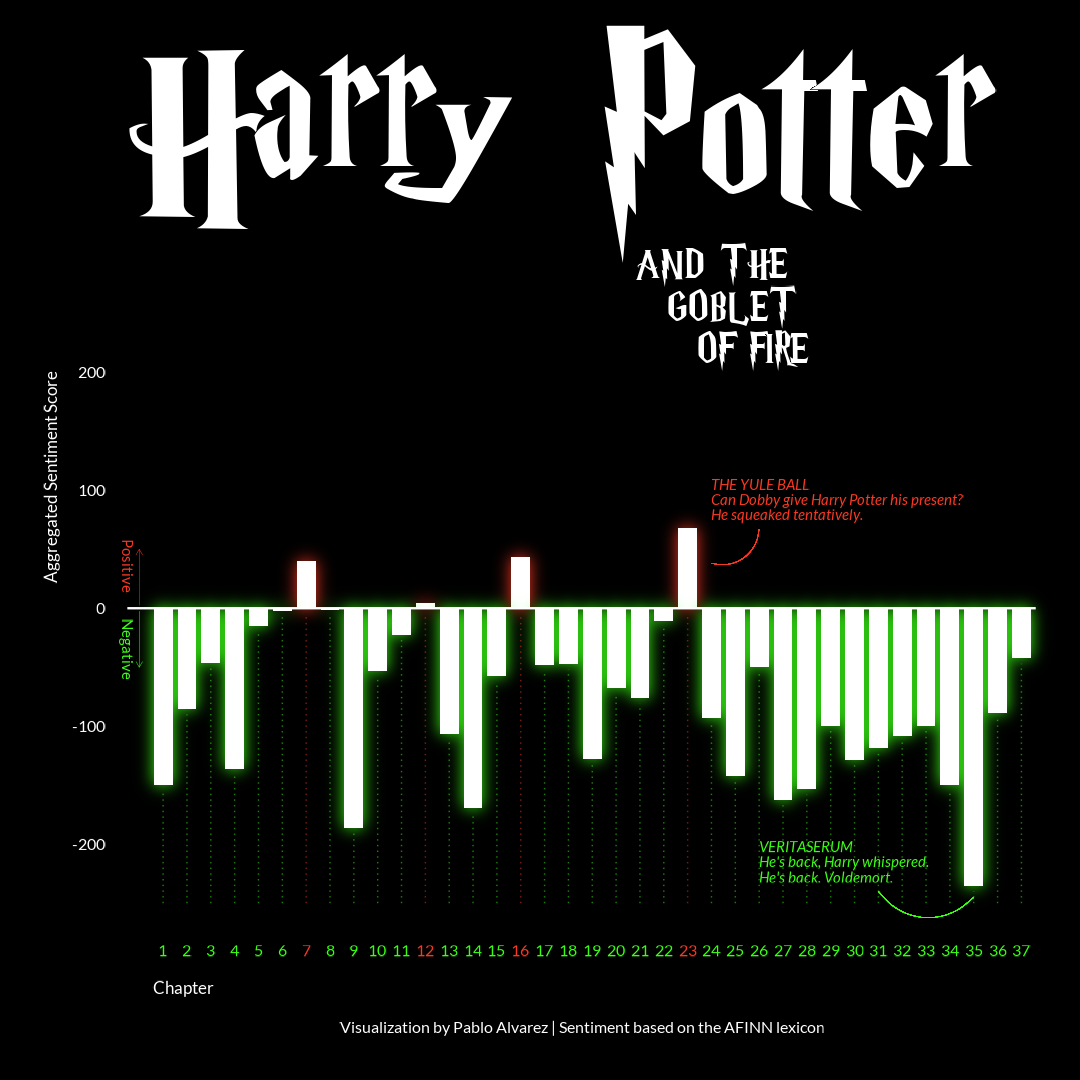 Harry Potter
AND THE
GOBLET
OF FIRE
Aggregated Sentiment Score
200
100
0
-100
-200
Positive
Negative
THE YULE BALL
Can Dobby give Harry Potter his present?
He squeaked tentatively.
VERITASERUM
He's back, Harry whispered.
He's back. Voldemort.
1 2 3 4 5 6 7 8 9 10 11 12 13 14 15 16 17 18 19 20 21 22 23 24 25 26 27 28 29 30 31 32 33 34 35 36 37
Chapter
Visualization by Pablo Alvarez | Sentiment based on the AFINN lexicon